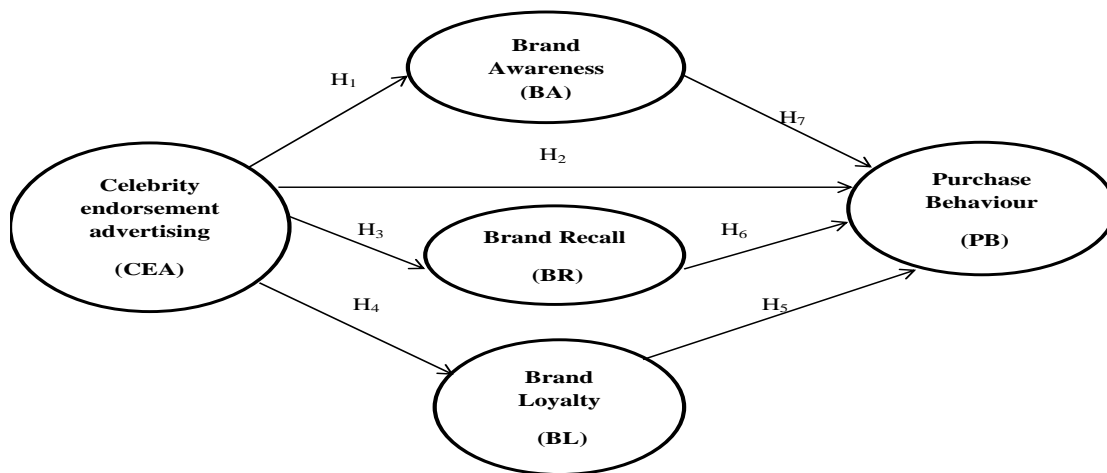 Brand
Awareness
(BA)
H₁
H₇
H₂
Celebrity
endorsement
advertising
(CEA)
Purchase
Behaviour
(PB)
H₃
Brand Recall
(BR)
H₆
H₄
H₅
Brand
Loyalty
(BL)